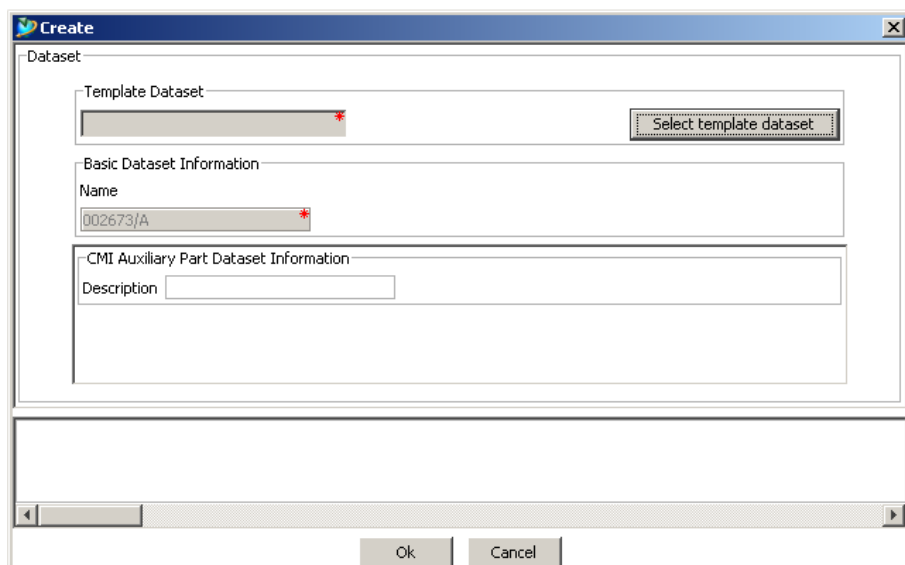 Create
Dataset
Template Dataset
*
Select template dataset
Basic Dataset Information
Name
002673/A *
CMI Auxiliary Part Dataset Information
Description
Ok Cancel